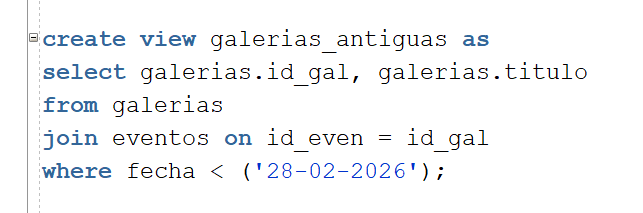 create view galerias_antiguas as
select galerias.id_gal, galerias.titulo
from galerias
join eventos on id_even = id_gal
where fecha < ('28-02-2026');